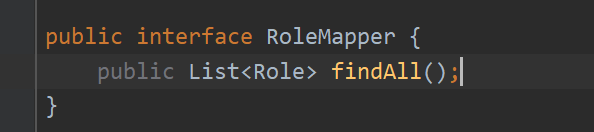 public interface RoleMapper {
    public List<Role> findAll();
}